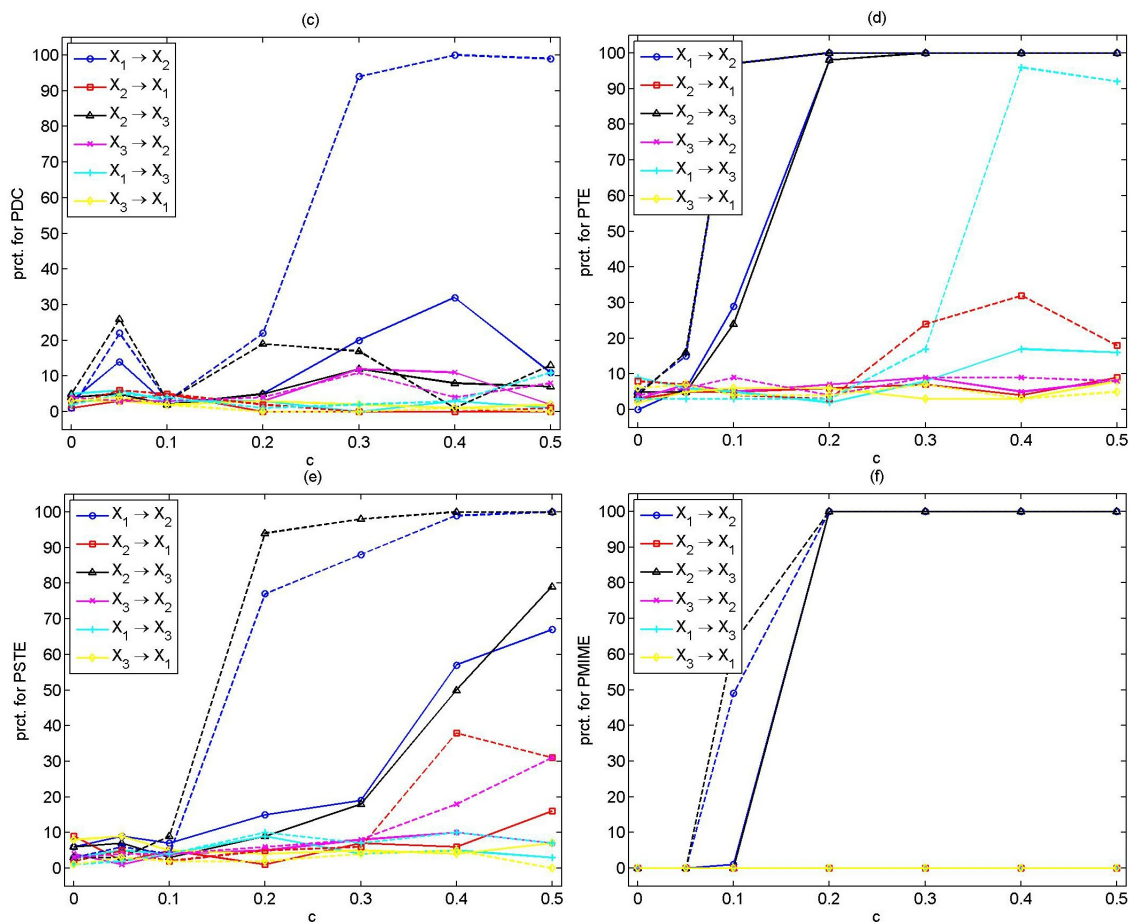 (c)
prct. for PDC
100
90
80
70
60
50
40
30
20
10
0
X1 → X2
X2 → X1
X2 → X3
X3 → X2
X1 → X3
X3 → X1
0 0.1 0.2 0.3 0.4 0.5
c
(d)
prct. for PTE
100
90
80
70
60
50
40
30
20
10
0
X1 → X2
X2 → X1
X2 → X3
X3 → X2
X1 → X3
X3 → X1
0 0.1 0.2 0.3 0.4 0.5
c
(e)
prct. for PSTE
100
90
80
70
60
50
40
30
20
10
0
X1 → X2
X2 → X1
X2 → X3
X3 → X2
X1 → X3
X3 → X1
0 0.1 0.2 0.3 0.4 0.5
c
(f)
prct. for PMIME
100
90
80
70
60
50
40
30
20
10
0
X1 → X2
X2 → X1
X2 → X3
X3 → X2
X1 → X3
X3 → X1
0 0.1 0.2 0.3 0.4 0.5
c